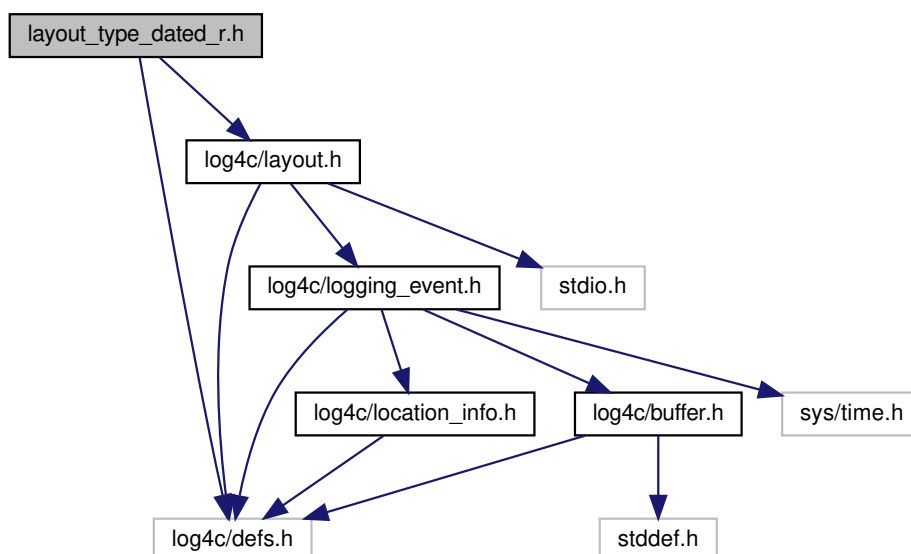 layout_type_dated_r.h
log4c/layout.h
log4c/logging_event.h
stdio.h
log4c/location_info.h
log4c/buffer.h
sys/time.h
log4c/defs.h
stddef.h